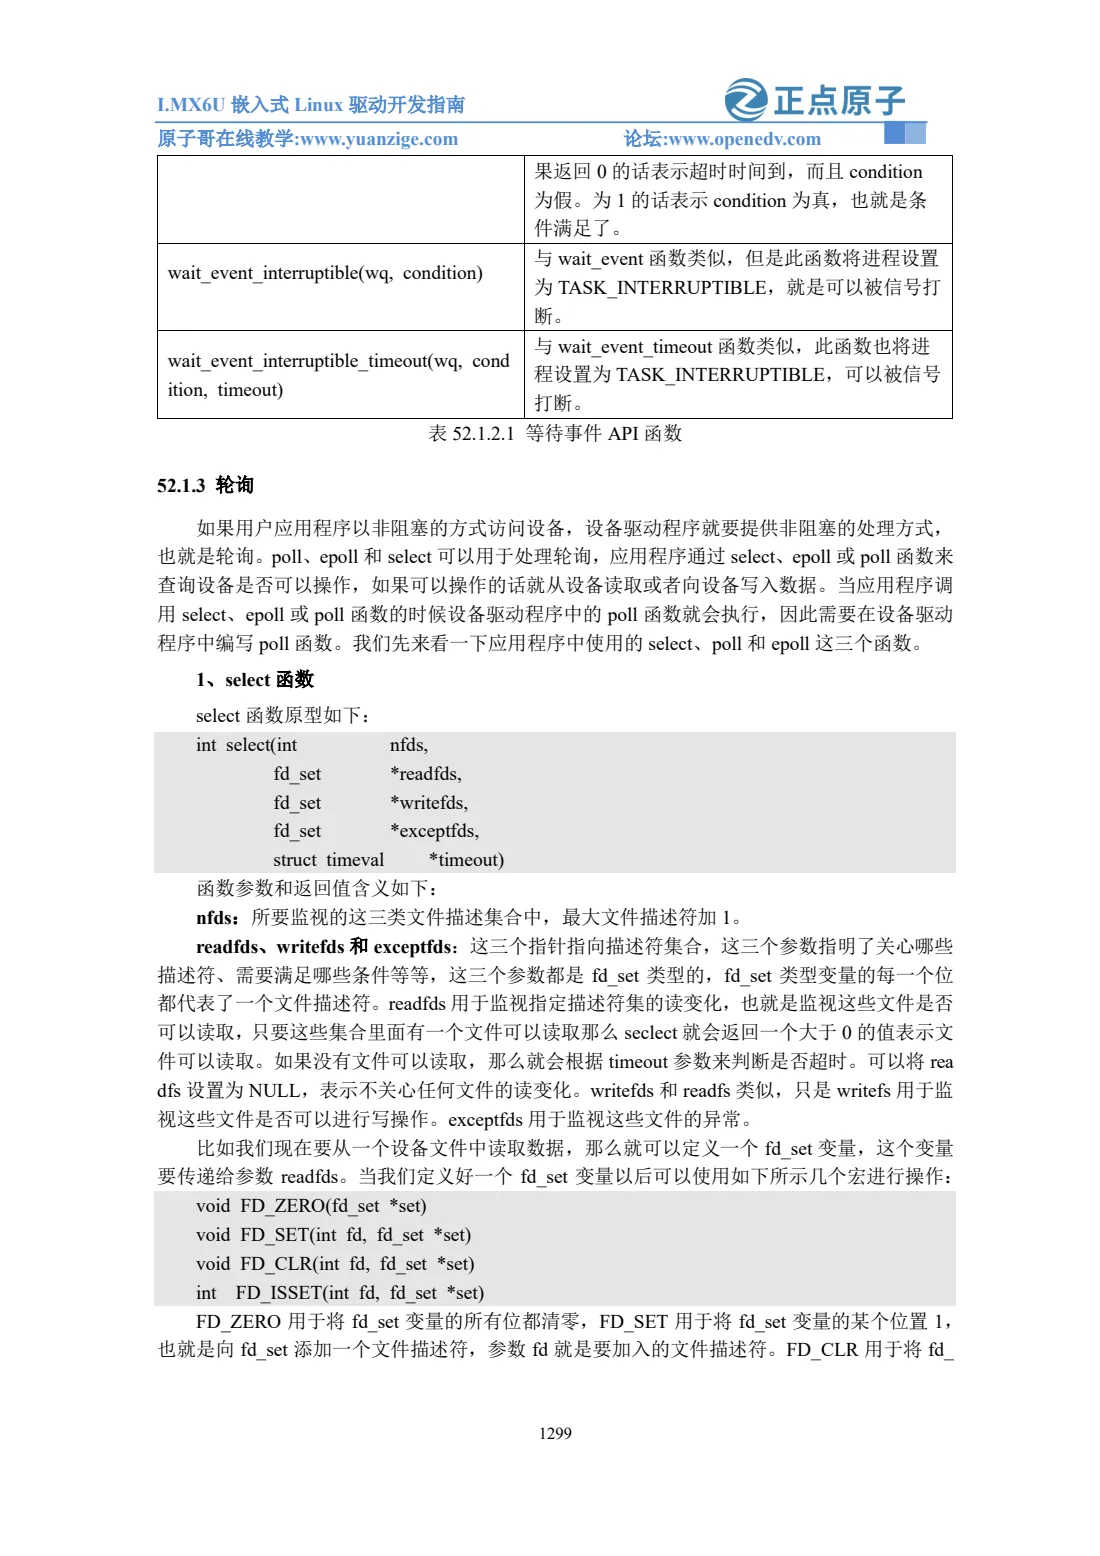 I.MX6U 嵌入式 Linux 驱动开发指南
正点原子
原子哥在线教学:www.yuanzige.com 论坛:www.openedv.com
果返回 0 的话表示超时时间到，而且 condition
为假。为 1 的话表示 condition 为真，也就是条
件满足了。
wait_event_interruptible(wq, condition)
与 wait_event 函数类似，但是此函数将进程设置
为 TASK_INTERRUPTIBLE，就是可以被信号打
断。
wait_event_interruptible_timeout(wq, cond
ition, timeout)
与 wait_event_timeout 函数类似，此函数也将进
程设置为 TASK_INTERRUPTIBLE，可以被信号
打断。
表 52.1.2.1 等待事件 API 函数
52.1.3 轮询
如果用户应用程序以非阻塞的方式访问设备，设备驱动程序就要提供非阻塞的处理方式，
也就是轮询。poll、epoll 和 select 可以用于处理轮询，应用程序通过 select、epoll 或 poll 函数来
查询设备是否可以操作，如果可以操作的话就从设备读取或者向设备写入数据。当应用程序调
用 select、epoll 或 poll 函数的时候设备驱动程序中的 poll 函数就会执行，因此需要在设备驱动
程序中编写 poll 函数。我们先来看一下应用程序中使用的 select、poll 和 epoll 这三个函数。
1、select 函数
select 函数原型如下：
int select(int nfds,
fd_set *readfds,
fd_set *writefds,
fd_set *exceptfds,
struct timeval *timeout)
函数参数和返回值含义如下：
nfds：所要监视的这三类文件描述集合中，最大文件描述符加 1。
readfds、writefds 和 exceptfds：这三个指针指向描述符集合，这三个参数指明了关心哪些
描述符、需要满足哪些条件等等，这三个参数都是 fd_set 类型的，fd_set 类型变量的每一个位
都代表了一个文件描述符。readfds 用于监视指定描述符集的读变化，也就是监视这些文件是否
可以读取，只要这些集合里面有一个文件可以读取那么 seclect 就会返回一个大于 0 的值表示文
件可以读取。如果没有文件可以读取，那么就会根据 timeout 参数来判断是否超时。可以将 rea
dfs 设置为 NULL，表示不关心任何文件的读变化。writefds 和 readfs 类似，只是 writefs 用于监
视这些文件是否可以进行写操作。exceptfds 用于监视这些文件的异常。
比如我们现在要从一个设备文件中读取数据，那么就可以定义一个 fd_set 变量，这个变量
要传递给参数 readfds。当我们定义好一个 fd_set 变量以后可以使用如下所示几个宏进行操作：
void FD_ZERO(fd_set *set)
void FD_SET(int fd, fd_set *set)
void FD_CLR(int fd, fd_set *set)
int FD_ISSET(int fd, fd_set *set)
FD_ZERO 用于将 fd_set 变量的所有位都清零，FD_SET 用于将 fd_set 变量的某个位置 1，
也就是向 fd_set 添加一个文件描述符，参数 fd 就是要加入的文件描述符。FD_CLR 用于将 fd_
1299